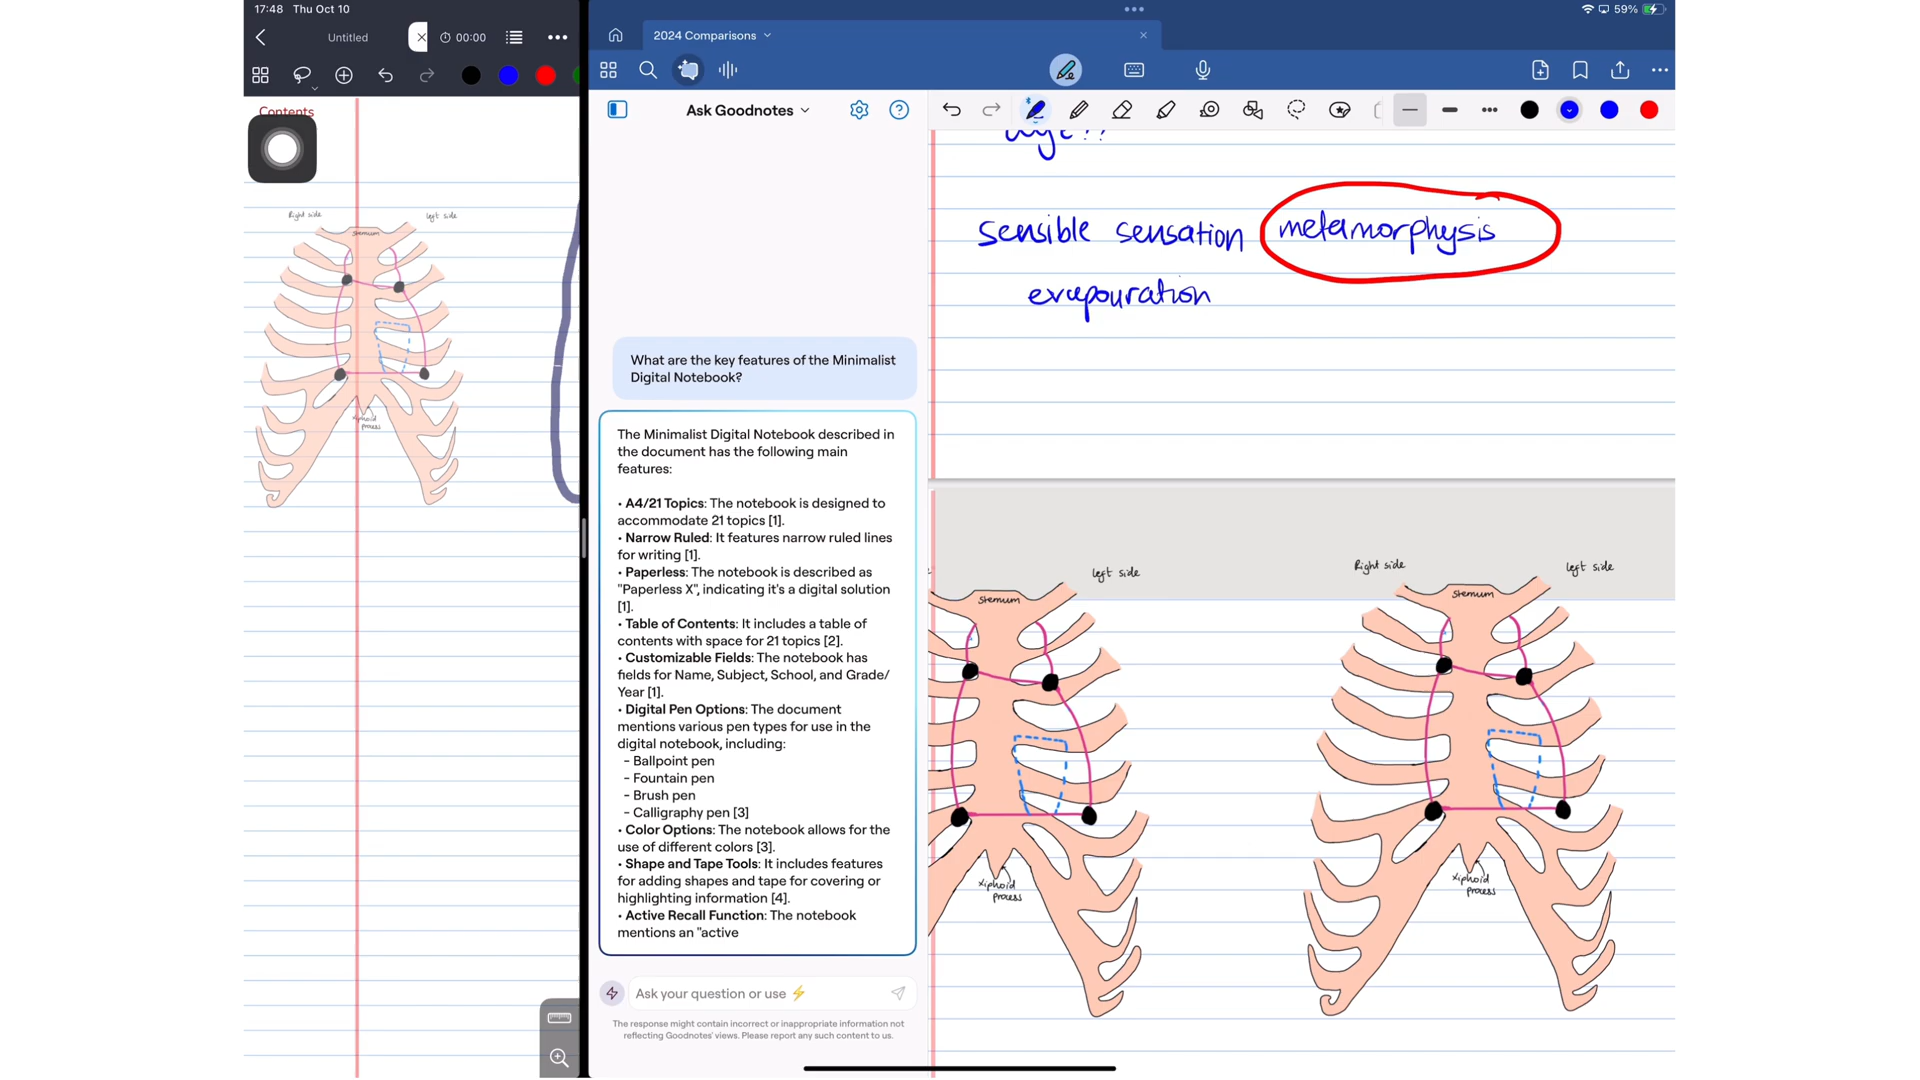 17:48 Thu Oct 10
59%
Untitled
00:00
Contents
Right side
left side
Sternum
xiphoid
process
2024 Comparisons
Ask Goodnotes
What are the key features of the Minimalist
Digital Notebook?
The Minimalist Digital Notebook described in
the document has the following main
features:
• A4/21 Topics: The notebook is designed to
accommodate 21 topics [1].
• Narrow Ruled: It features narrow ruled lines
for writing [1].
• Paperless: The notebook is described as
"Paperless X", indicating it's a digital solution
[1].
• Table of Contents: It includes a table of
contents with space for 21 topics [2].
• Customizable Fields: The notebook has
fields for Name, Subject, School, and Grade/
Year [1].
• Digital Pen Options: The document
mentions various pen types for use in the
digital notebook, including:
- Ballpoint pen
- Fountain pen
- Brush pen
- Calligraphy pen [3]
• Color Options: The notebook allows for the
use of different colors [3].
• Shape and Tape Tools: It includes features
for adding shapes and tape for covering or
highlighting information [4].
• Active Recall Function: The notebook
mentions an "active
Ask your question or use ⚡
The response might contain incorrect or inappropriate information not
reflecting Goodnotes' views. Please report any such content to us.
sensible sensation metamorphysis
evapouration
left side
Sternum
xiphoid
process
Right side
left side
Sternum
xiphoid
process